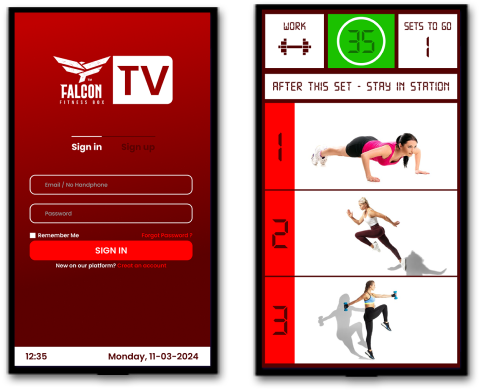 FALCON
FITNESS BOX
TV
Sign in
Sign up
Email / No Handphone
Password
Remember Me
Forgot Password ?
SIGN IN
New on our platform? Creat an account
12:35
Monday, 11-03-2024
WORK
35
SETS TO GO
1
AFTER THIS SET - STAY IN STATION
1
2
3